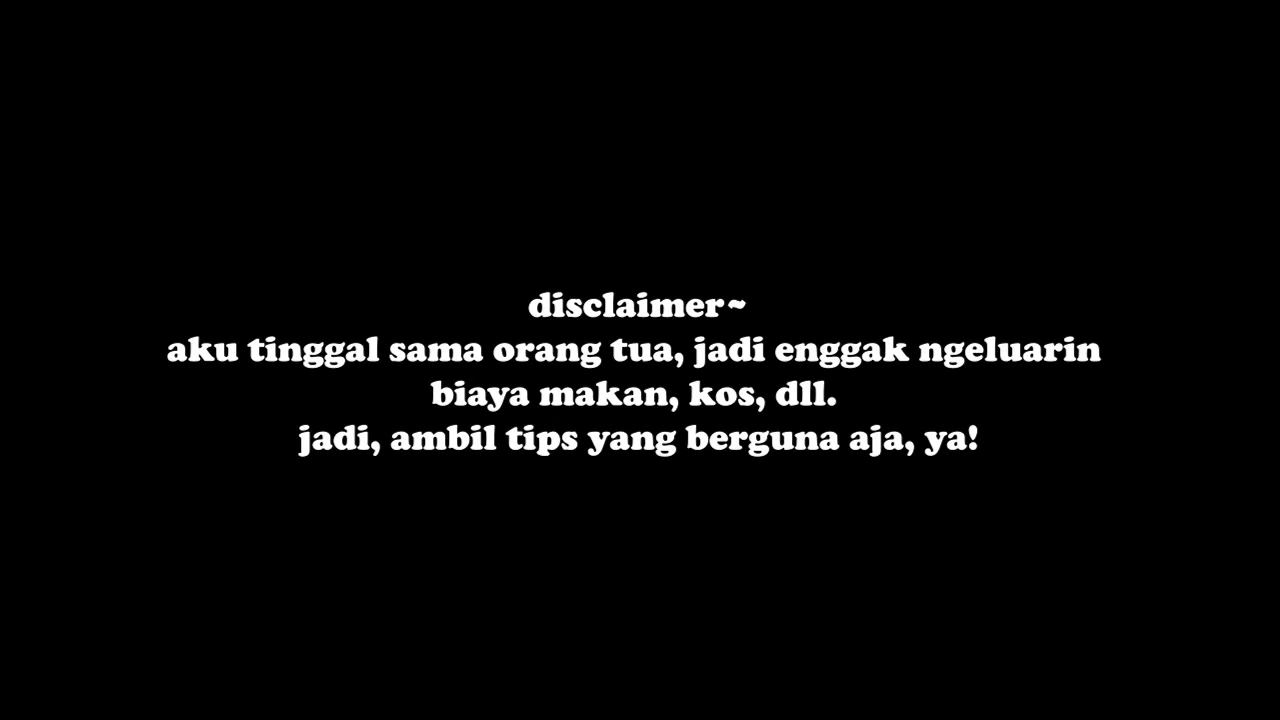 disclaimer~
aku tinggal sama orang tua, jadi enggak ngeluarin
biaya makan, kos, dll.
jadi, ambil tips yang berguna aja, ya!